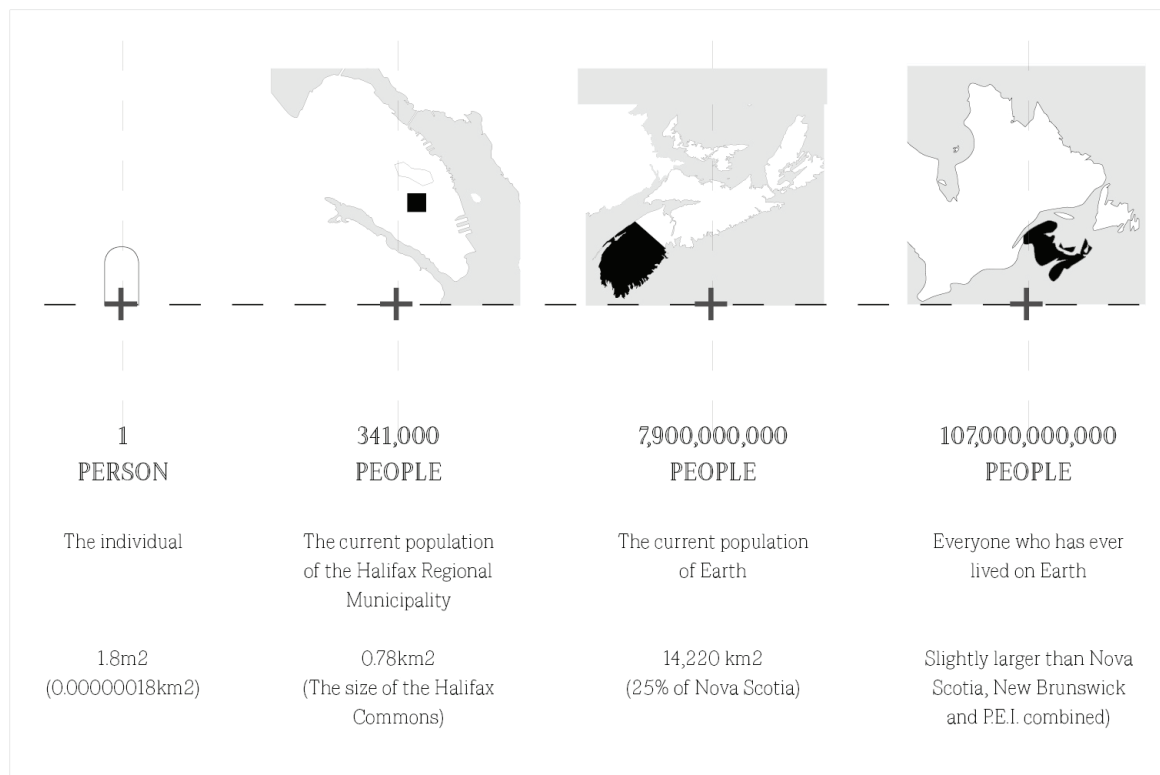 1
PERSON
The individual
1.8m2
(0.00000018km2)
341,000
PEOPLE
The current population
of the Halifax Regional
Municipality
0.78km2
(The size of the Halifax
Commons)
7,900,000,000
PEOPLE
The current population
of Earth
14,220 km2
(25% of Nova Scotia)
107,000,000,000
PEOPLE
Everyone who has ever
lived on Earth
Slightly larger than Nova
Scotia, New Brunswick
and P.E.I. combined)